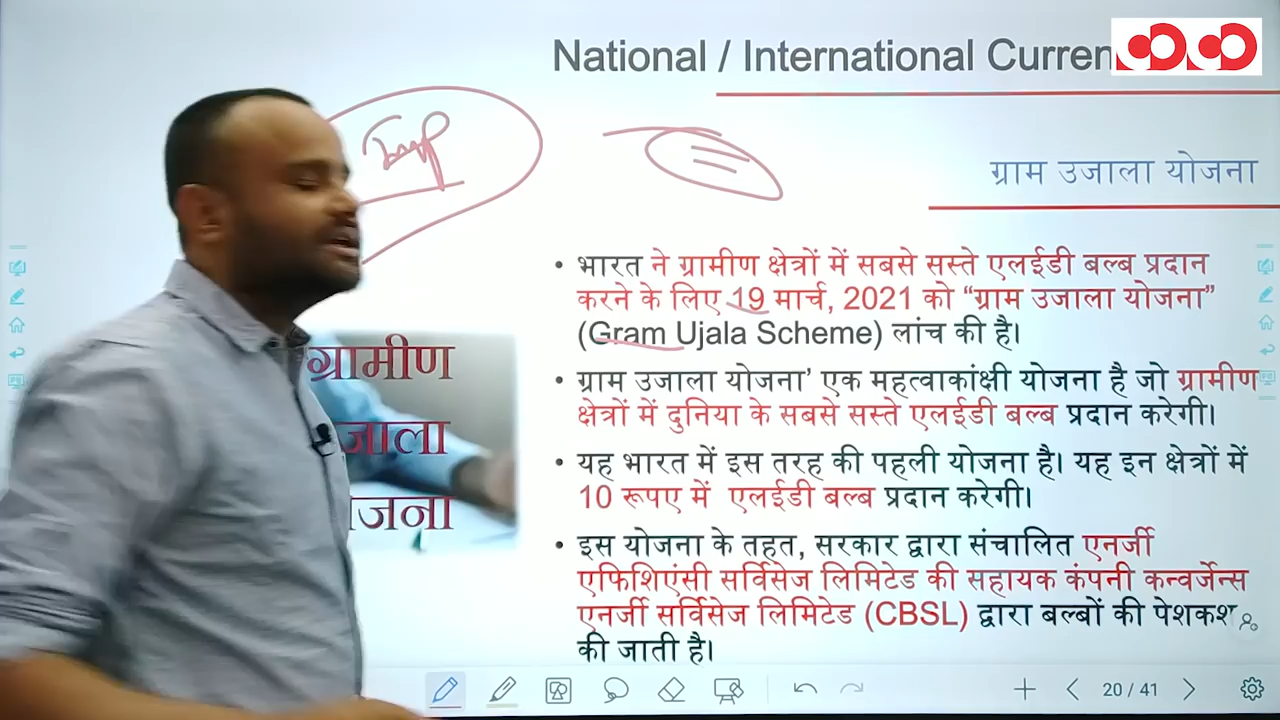 National / International Curren
Imp
ग्राम उजाला योजना
• भारत ने ग्रामीण क्षेत्रों में सबसे सस्ते एलईडी बल्ब प्रदान
करने के लिए 19 मार्च, 2021 को “ग्राम उजाला योजना”
(Gram Ujala Scheme) लांच की है।
• ग्राम उजाला योजना’ एक महत्वाकांक्षी योजना है जो ग्रामीण
क्षेत्रों में दुनिया के सबसे सस्ते एलईडी बल्ब प्रदान करेगी।
• यह भारत में इस तरह की पहली योजना है। यह इन क्षेत्रों में
10 रूपए में एलईडी बल्ब प्रदान करेगी।
• इस योजना के तहत, सरकार द्वारा संचालित एनर्जी
एफिशिएंसी सर्विसेज लिमिटेड की सहायक कंपनी कन्वर्जेन्स
एनर्जी सर्विसेज लिमिटेड (CBSL) द्वारा बल्बों की पेशकश
की जाती है।
ग्रामीण
जाला
जना
20 / 41